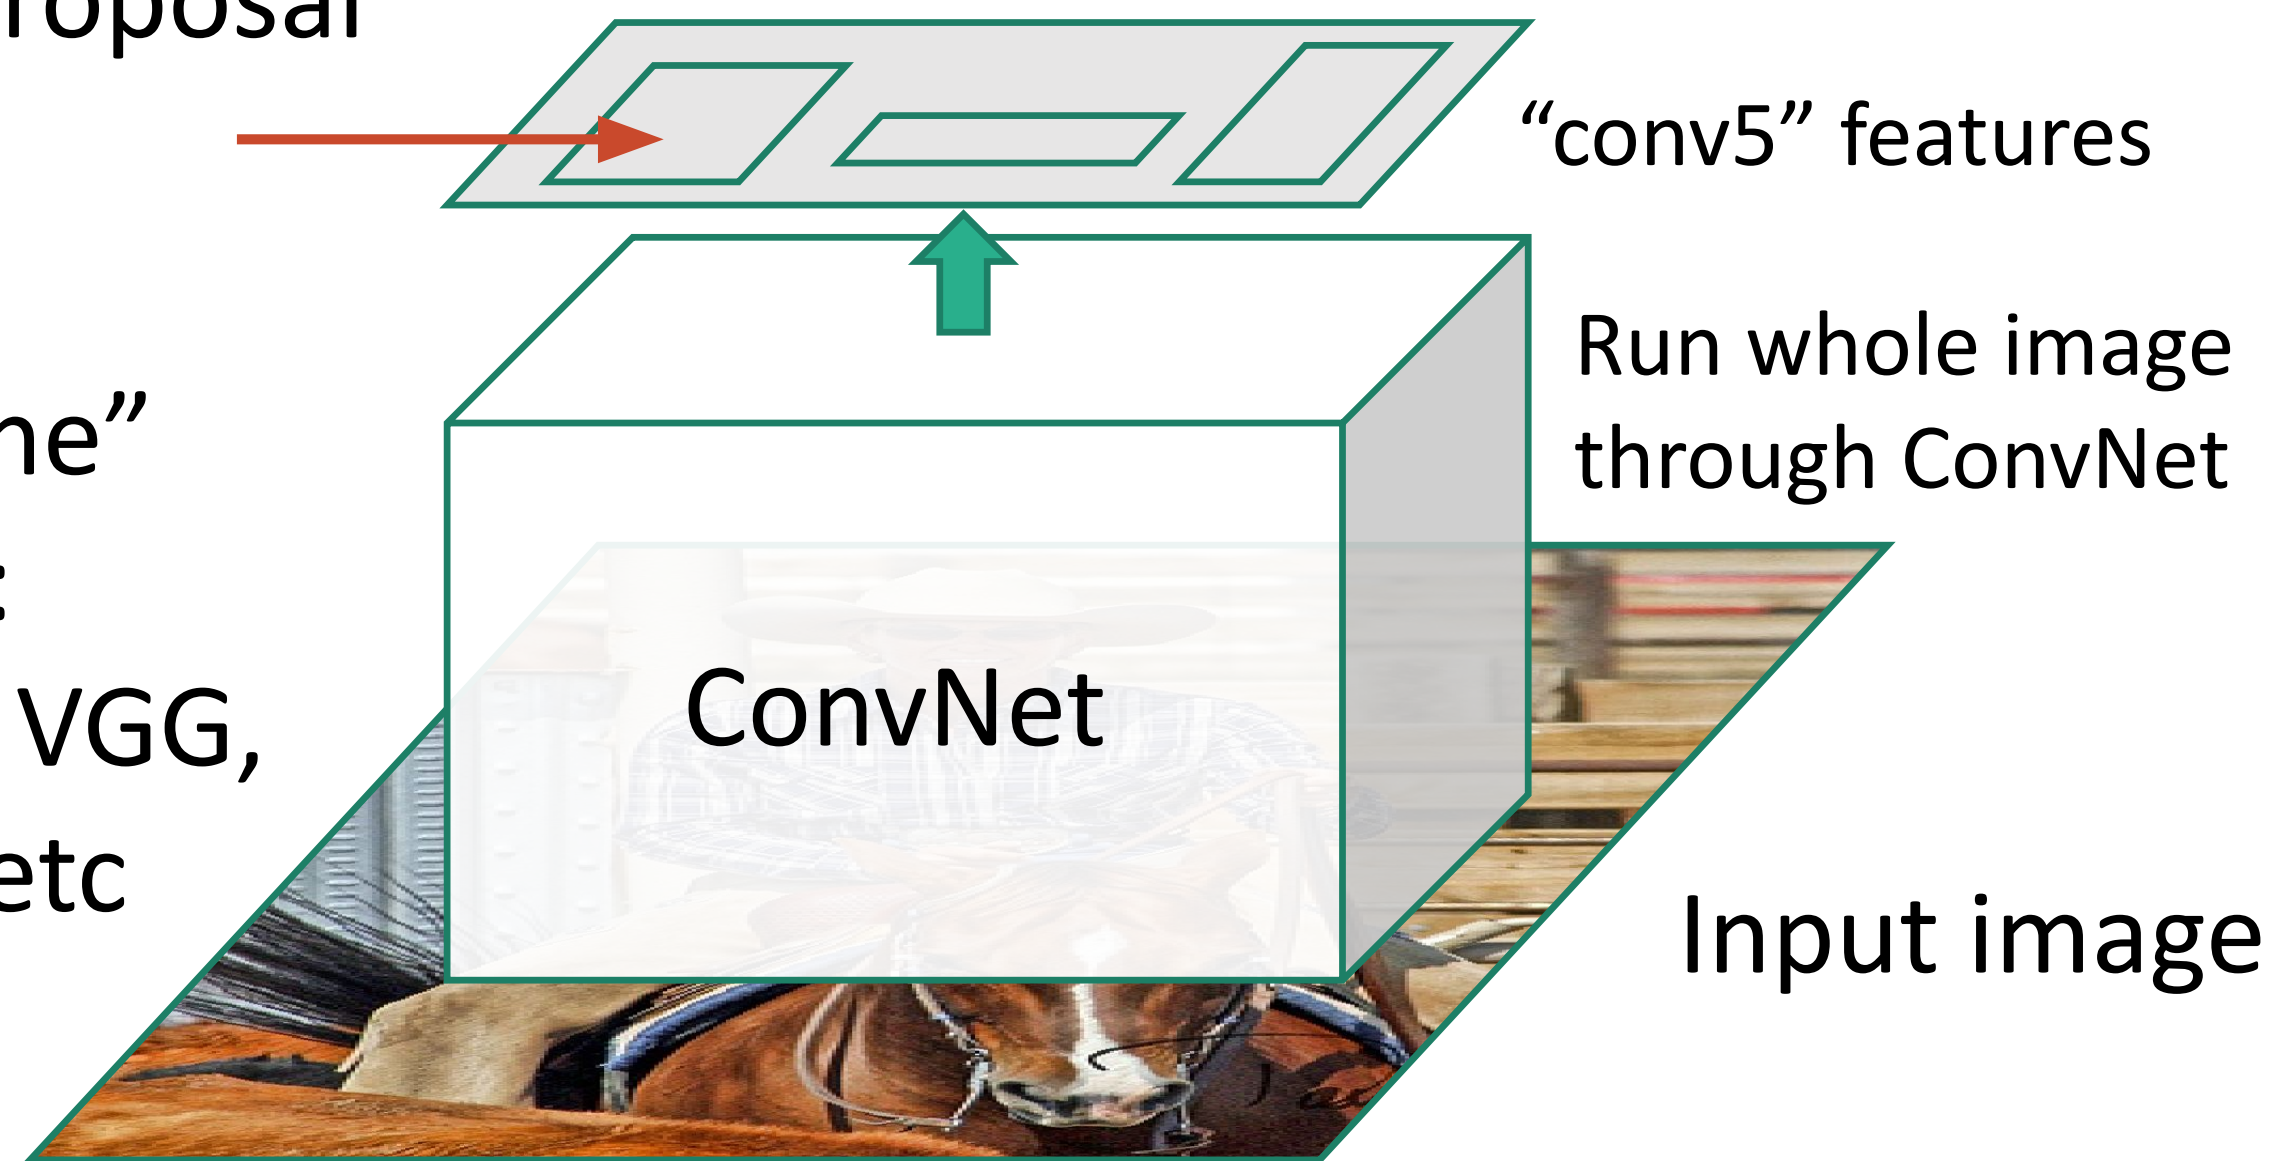 “conv5” features
Run whole image
through ConvNet
VGG,
etc
ConvNet
Input image